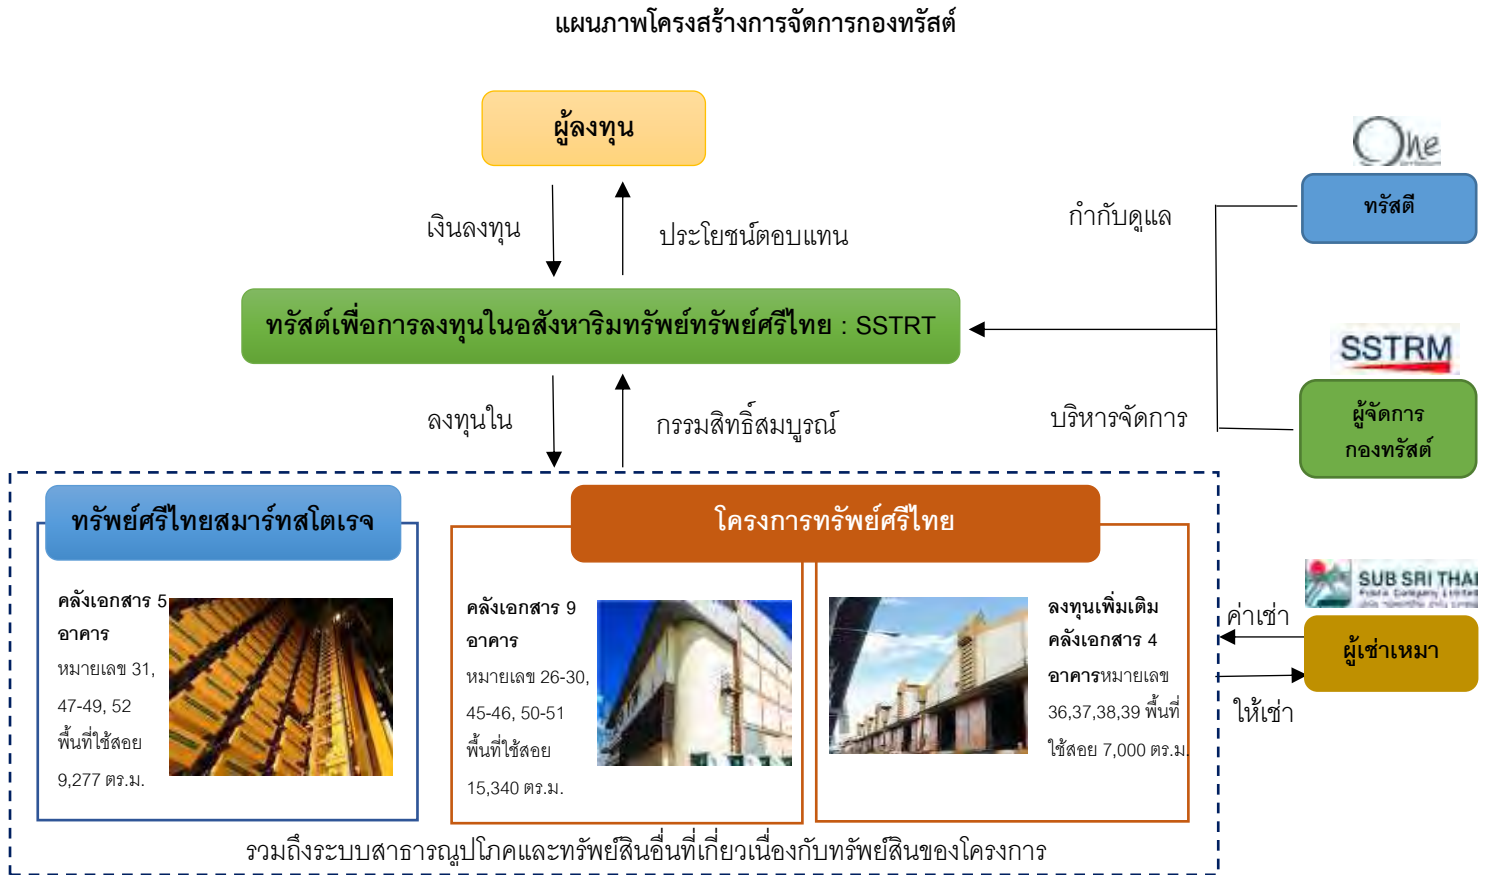 แผนภาพโครงสร้างการจัดการกองทรัสต์
ผู้ลงทุน
One
ทรัสตี
เงินลงทุน
ประโยชน์ตอบแทน
กำกับดูแล
ทรัสต์เพื่อการลงทุนในอสังหาริมทรัพย์ทรัพย์ศรีไทย : SSTRT
SSTRM
ผู้จัดการ
กองทรัสต์
ลงทุนใน
กรรมสิทธิ์สมบูรณ์
บริหารจัดการ
ทรัพย์ศรีไทยสมาร์ทสโตเรจ
คลังเอกสาร 5
อาคาร
หมายเลข 31,
47-49, 52
พื้นที่ใช้สอย
9,277 ตร.ม.
โครงการทรัพย์ศรีไทย
คลังเอกสาร 9
อาคาร
หมายเลข 26-30,
45-46, 50-51
พื้นที่ใช้สอย
15,340 ตร.ม.
ลงทุนเพิ่มเติม
คลังเอกสาร 4
อาคารหมายเลข
36,37,38,39 พื้นที่
ใช้สอย 7,000 ตร.ม.
SUB SRI THAI
Public Company Limited
ค่าเช่า
ผู้เช่าเหมา
ให้เช่า
รวมถึงระบบสาธารณูปโภคและทรัพย์สินอื่นที่เกี่ยวเนื่องกับทรัพย์สินของโครงการ